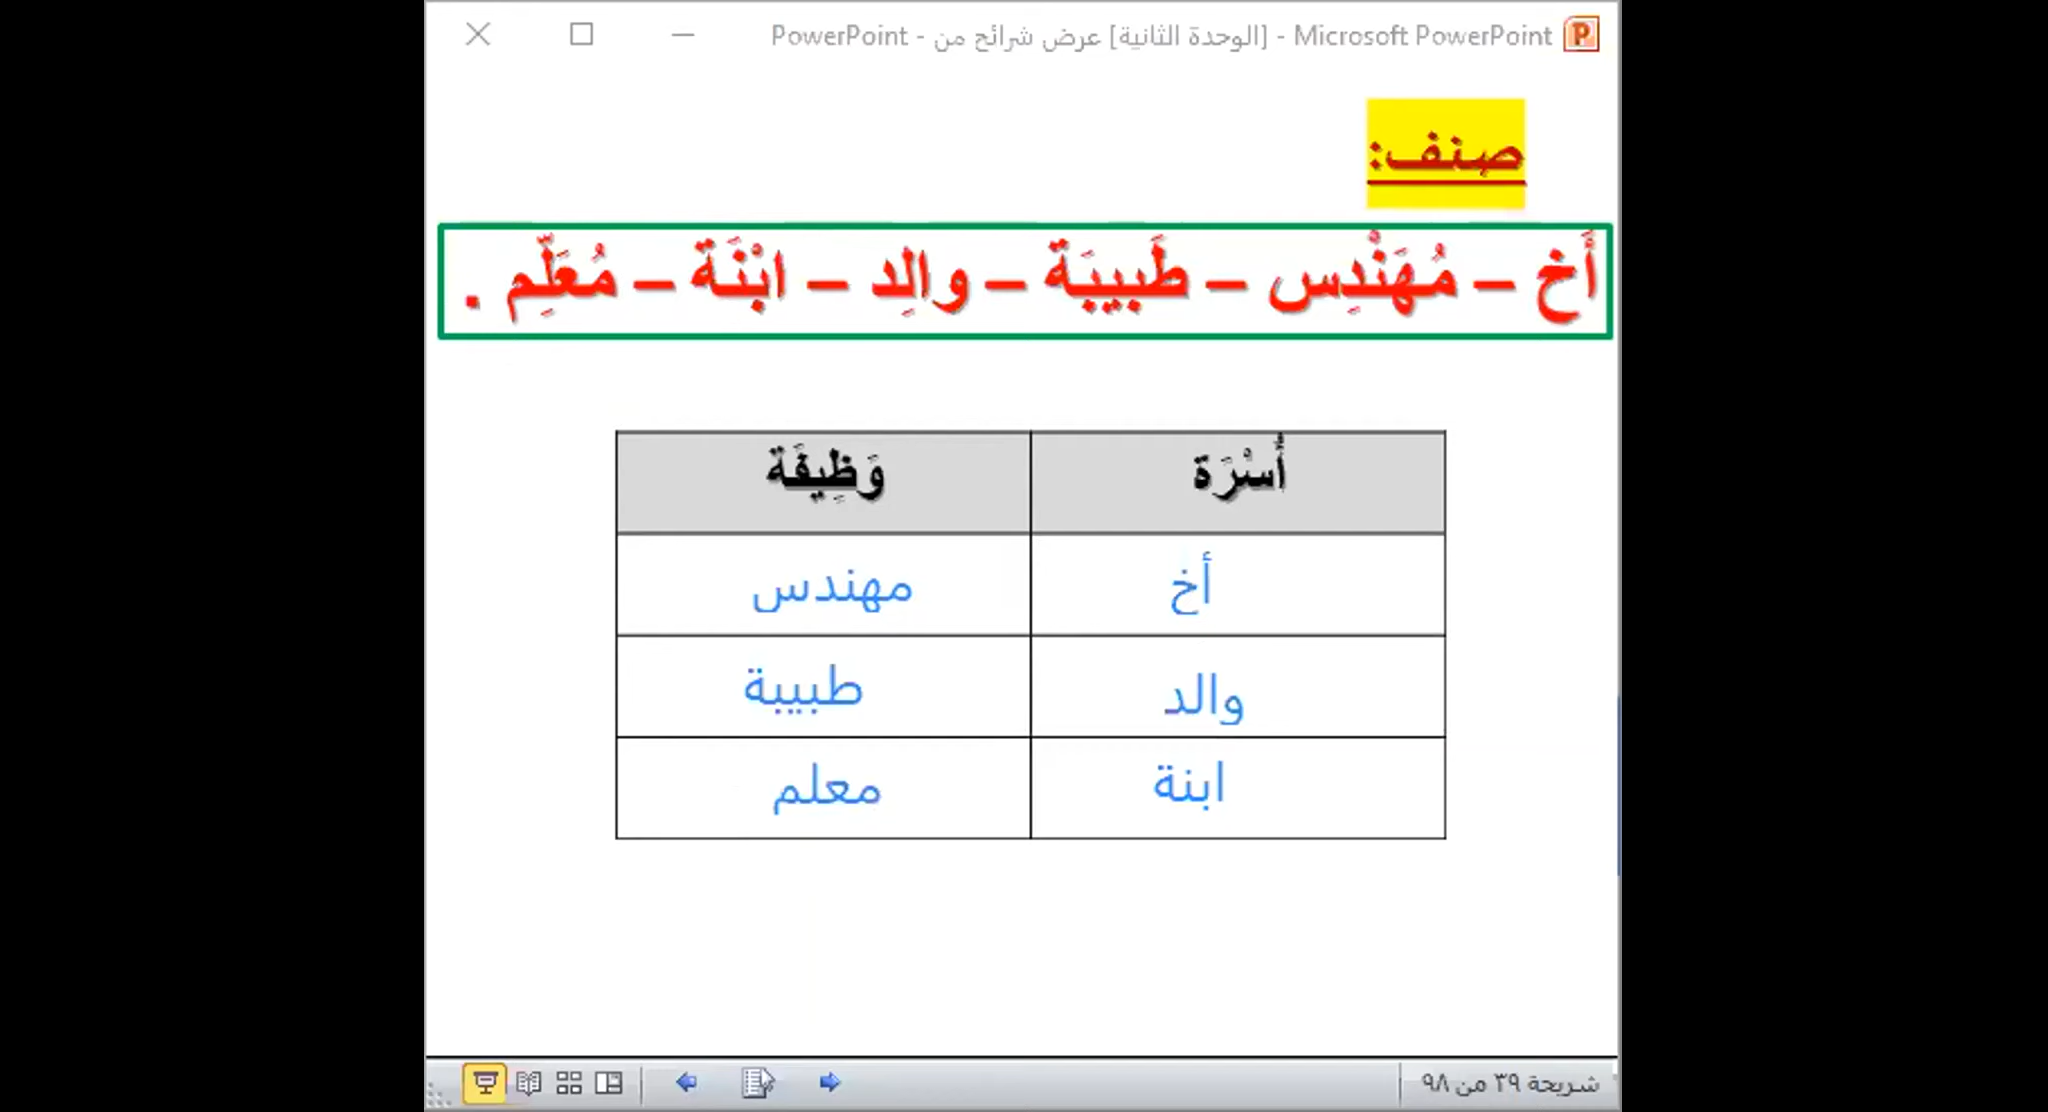 PowerPoint - [الوحدة الثانية] عرض شرائح من - Microsoft PowerPoint
صنف:
أَخ – مُهَنْدِس – طَبيبَة – والِد – ابْنَة – مُعَلِّم .
أُسْرَة وَظِيفَة
أخ مهندس
والد طبيبة
ابنة معلم
شريحة ٣٩ من ٩٨